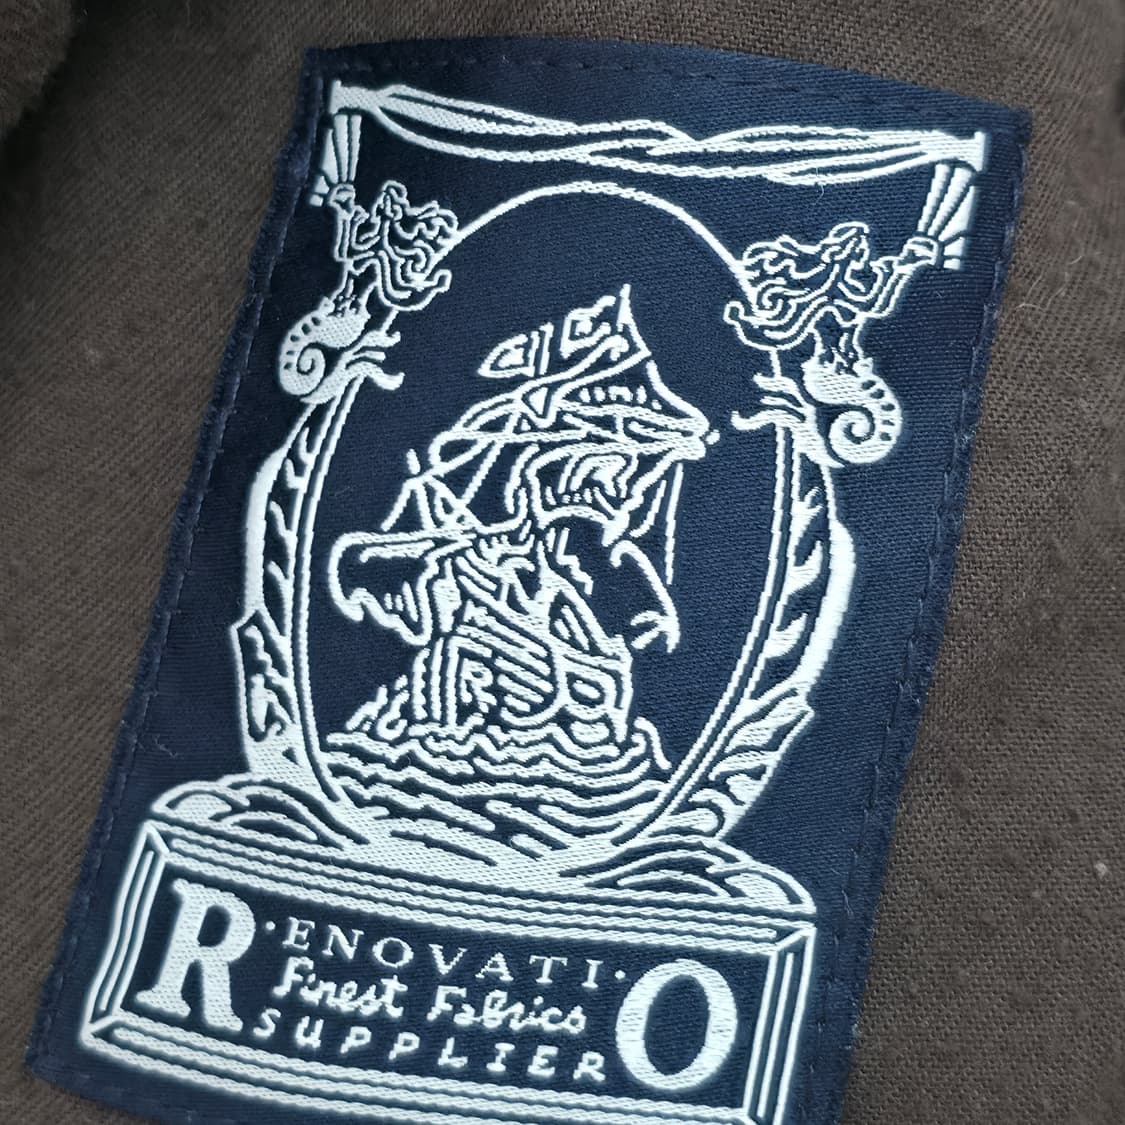 R·ENOVATI·O
Finest Fabrics
SUPPLIER